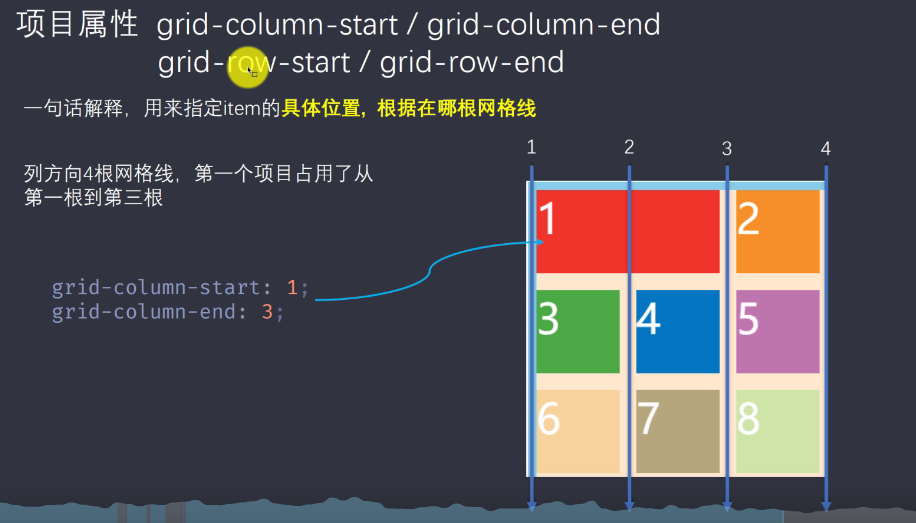 项目属性 grid-column-start / grid-column-end
grid-row-start / grid-row-end
一句话解释，用来指定item的具体位置，根据在哪根网格线
列方向4根网格线，第一个项目占用了从
第一根到第三根
grid-column-start: 1;
grid-column-end: 3;
1 2 3 4
1 2
3 4 5
6 7 8